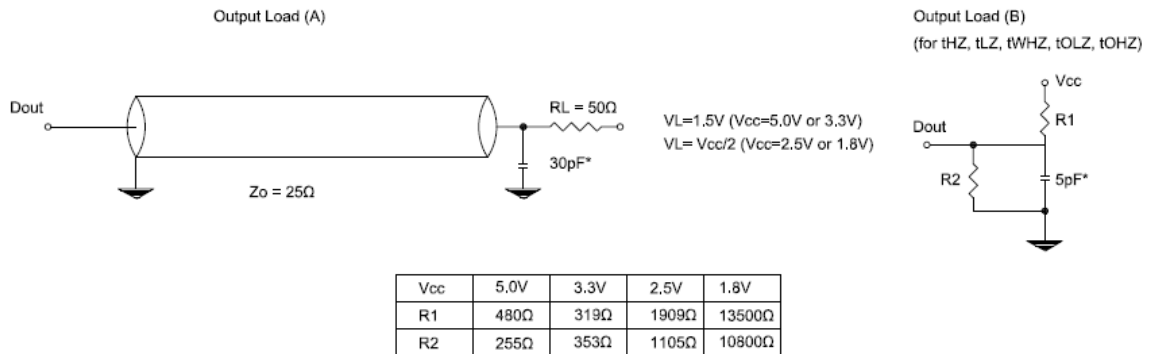 Output Load (A)
Dout
Zo = 25Ω
RL = 50Ω
30pF*
VL=1.5V (Vcc=5.0V or 3.3V)
VL= Vcc/2 (Vcc=2.5V or 1.8V)
Output Load (B)
(for tHZ, tLZ, tWHZ, tOLZ, tOHZ)
Vcc
R1
Dout
R2
5pF*
Vcc 5.0V 3.3V 2.5V 1.8V
R1 480Ω 319Ω 1909Ω 13500Ω
R2 255Ω 353Ω 1105Ω 10800Ω